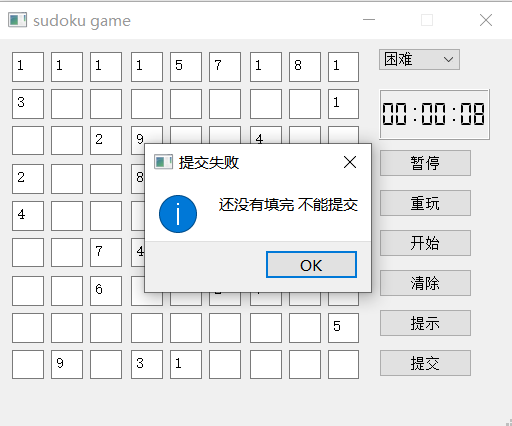 sudoku game
1 1 1 1 5 7 1 8 1
困难
3 1
00:00:08
2 9 4
提交失败
暂停
2 8
还没有填完 不能提交
重玩
4
开始
7 4
OK
清除
6
提示
5
9 3 1
提交